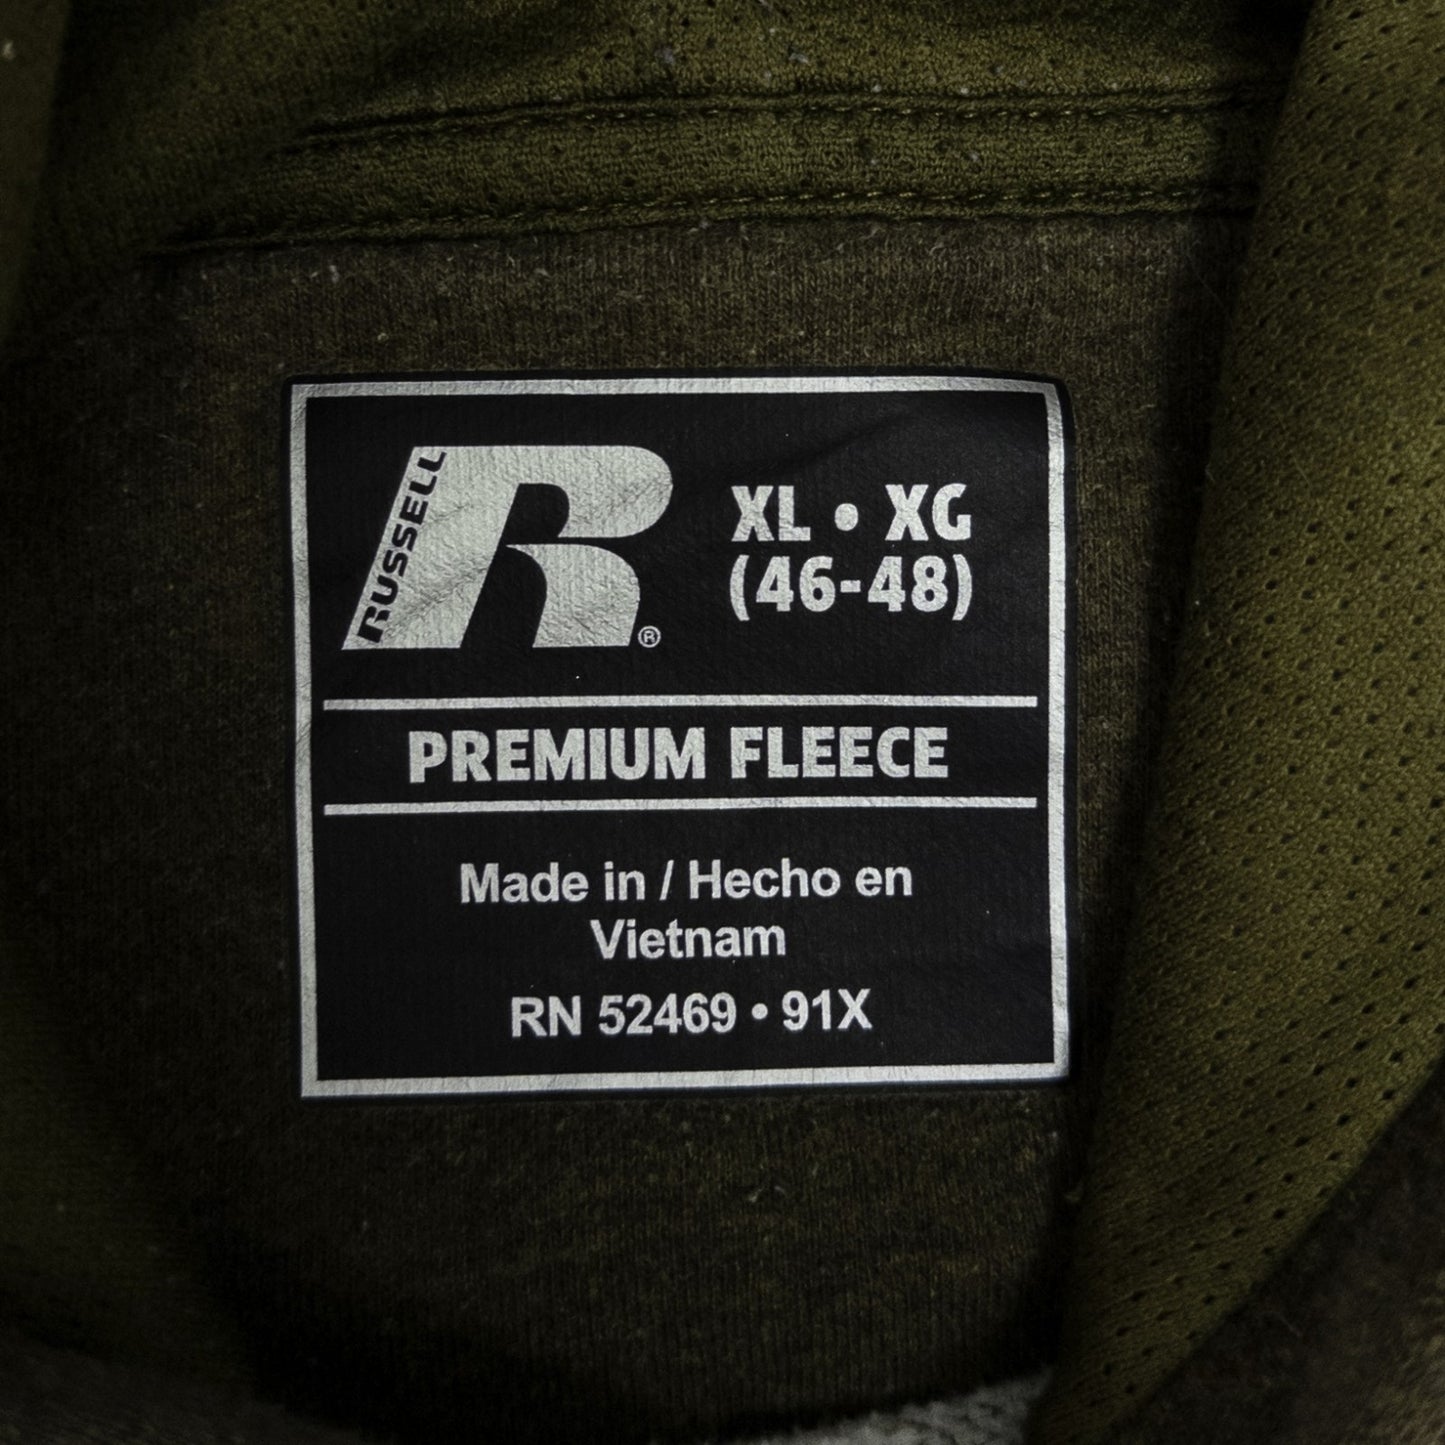 RUSSELL
R®
XL • XG
(46-48)
PREMIUM FLEECE
Made in / Hecho en
Vietnam
RN 52469 • 91X